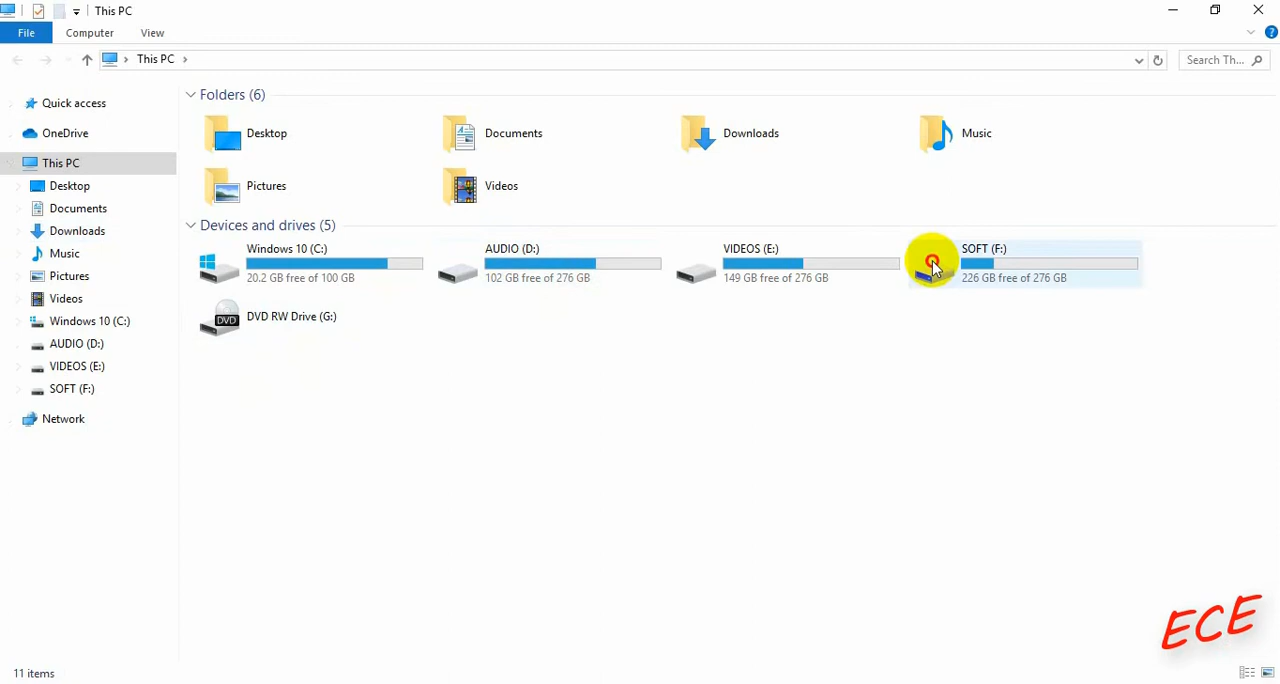 This PC
File Computer View
This PC
Search Th...
Quick access
OneDrive
This PC
Desktop
Documents
Downloads
Music
Pictures
Videos
Windows 10 (C:)
AUDIO (D:)
VIDEOS (E:)
SOFT (F:)
Network
Folders (6)
Desktop Documents Downloads Music
Pictures Videos
Devices and drives (5)
Windows 10 (C:) AUDIO (D:) VIDEOS (E:) SOFT (F:)
20.2 GB free of 100 GB 102 GB free of 276 GB 149 GB free of 276 GB 226 GB free of 276 GB
DVD DVD RW Drive (G:)
ECE
11 items